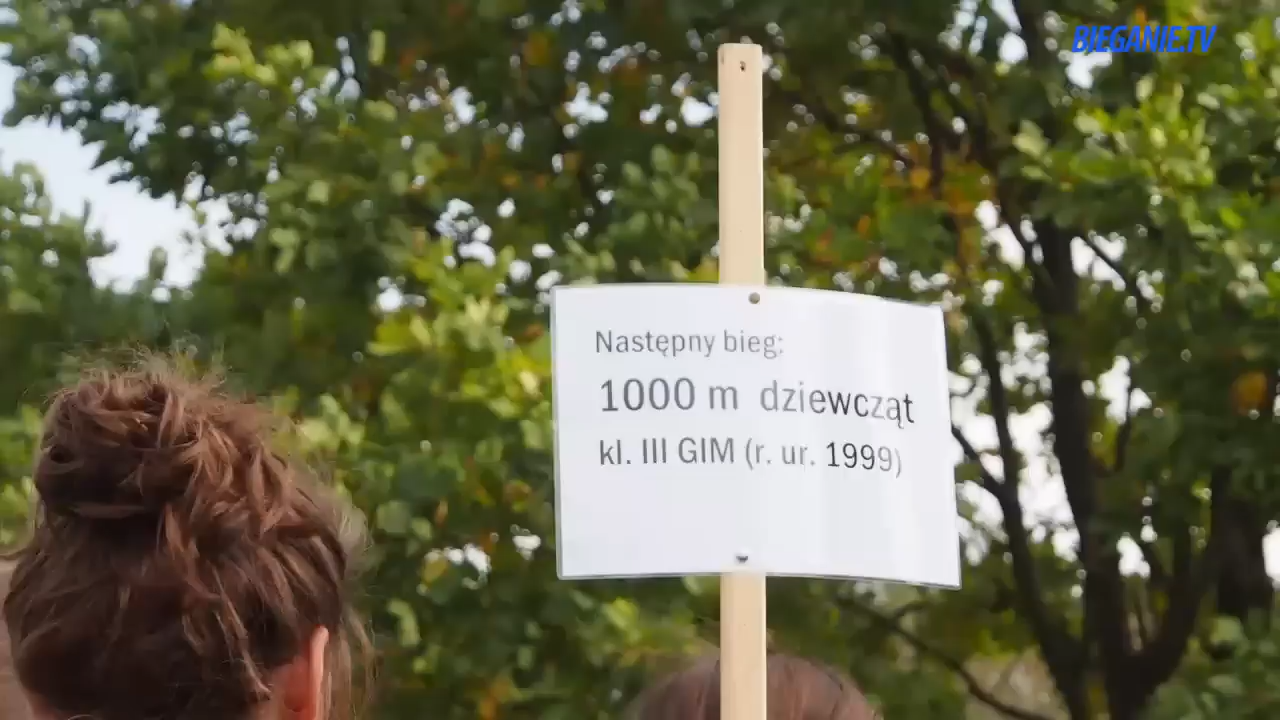 BIEGANIE.TV
Następny bieg:
1000 m dziewcząt
kl. III GIM (r. ur. 1999)